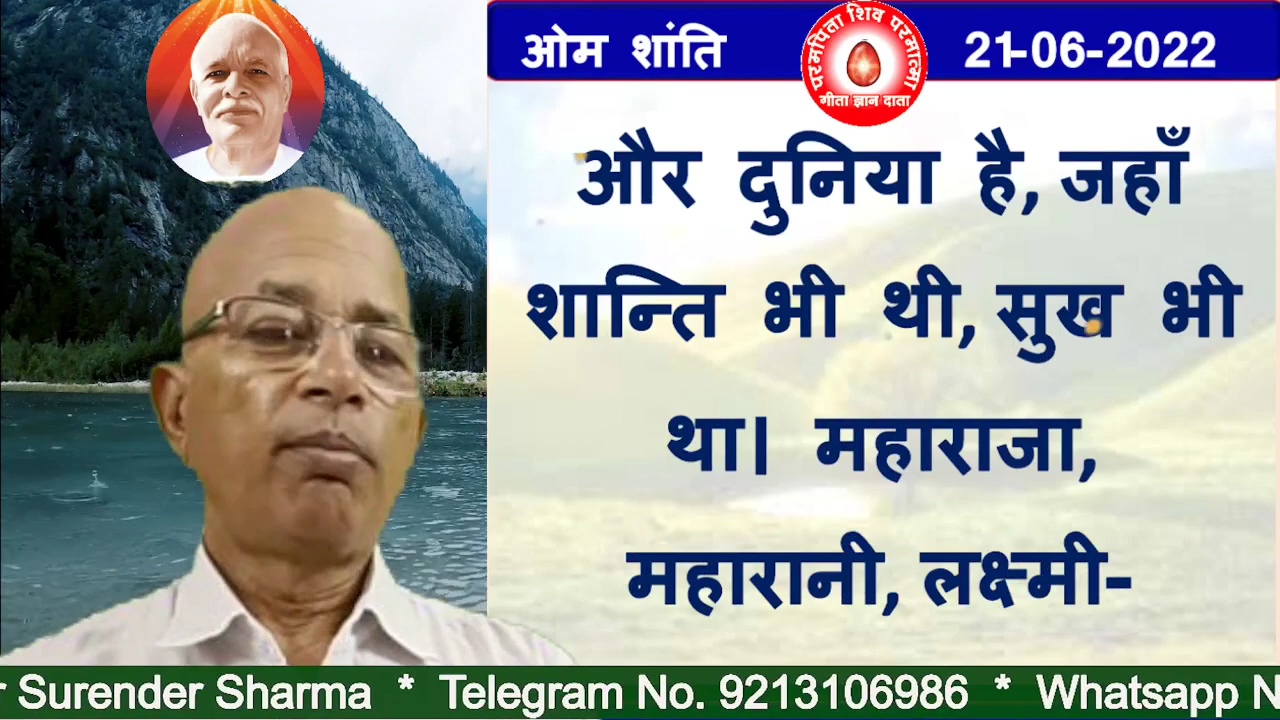 ओम शांति
परमपिता शिव परमात्मा
गीता ज्ञान दाता
21-06-2022
और दुनिया है, जहाँ
शान्ति भी थी, सुख भी
था। महाराजा,
महारानी, लक्ष्मी-
r Surender Sharma * Telegram No. 9213106986 * Whatsapp N